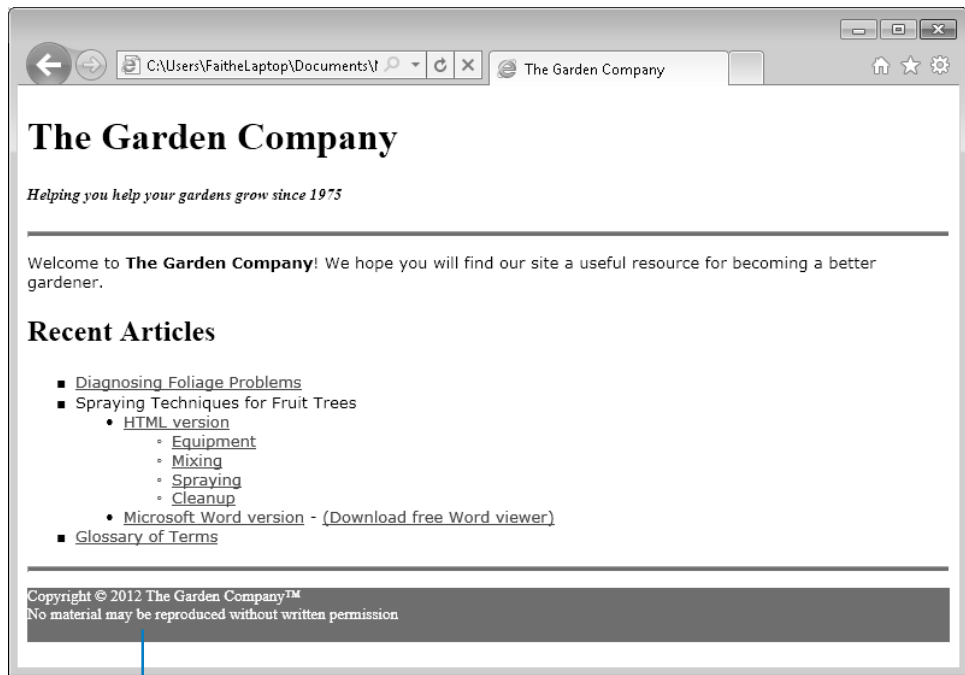 C:\Users\FaitheLaptop\Documents\
The Garden Company
The Garden Company
Helping you help your gardens grow since 1975
Welcome to The Garden Company! We hope you will find our site a useful resource for becoming a better
gardener.
Recent Articles
Diagnosing Foliage Problems
Spraying Techniques for Fruit Trees
HTML version
Equipment
Mixing
Spraying
Cleanup
Microsoft Word version - (Download free Word viewer)
Glossary of Terms
Copyright © 2012 The Garden Company™
No material may be reproduced without written permission